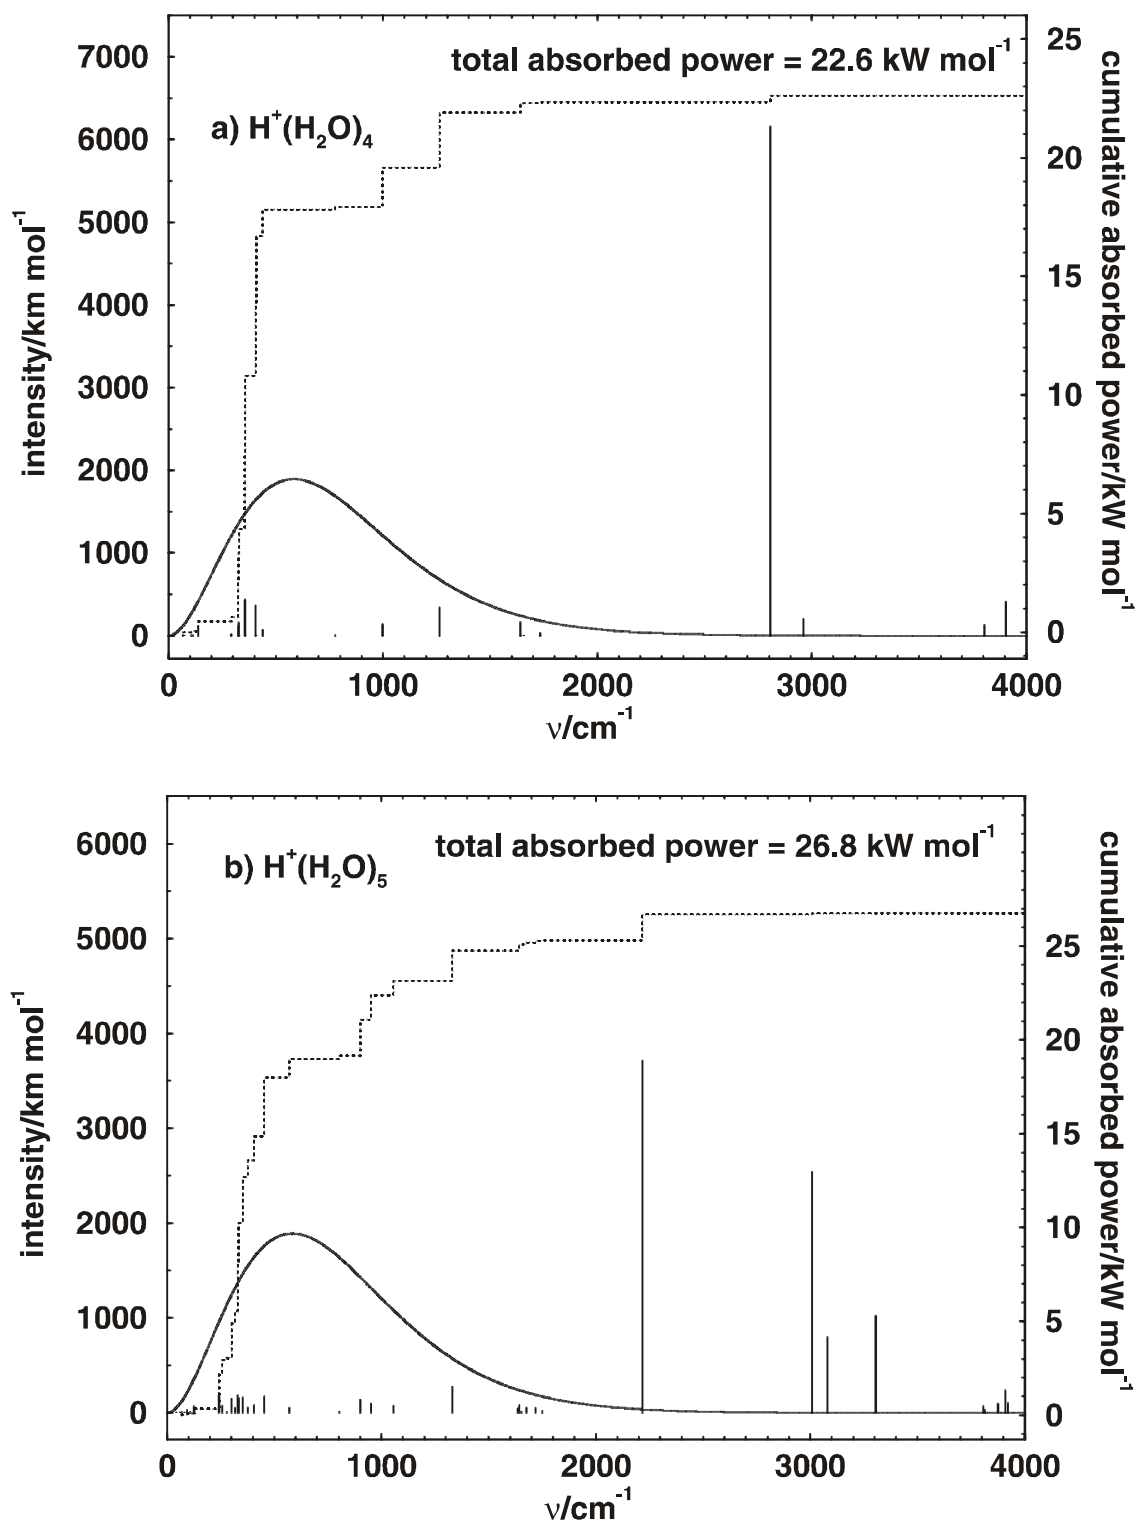 total absorbed power = 22.6 kW mol⁻¹
a) H⁺(H₂O)₄
7000
6000
5000
4000
3000
2000
1000
0
intensity/km mol⁻¹
25
20
15
10
5
0
cumulative absorbed power/kW mol⁻¹
0 1000 2000 3000 4000
ν/cm⁻¹
total absorbed power = 26.8 kW mol⁻¹
b) H⁺(H₂O)₅
6000
5000
4000
3000
2000
1000
0
intensity/km mol⁻¹
25
20
15
10
5
0
cumulative absorbed power/kW mol⁻¹
0 1000 2000 3000 4000
ν/cm⁻¹